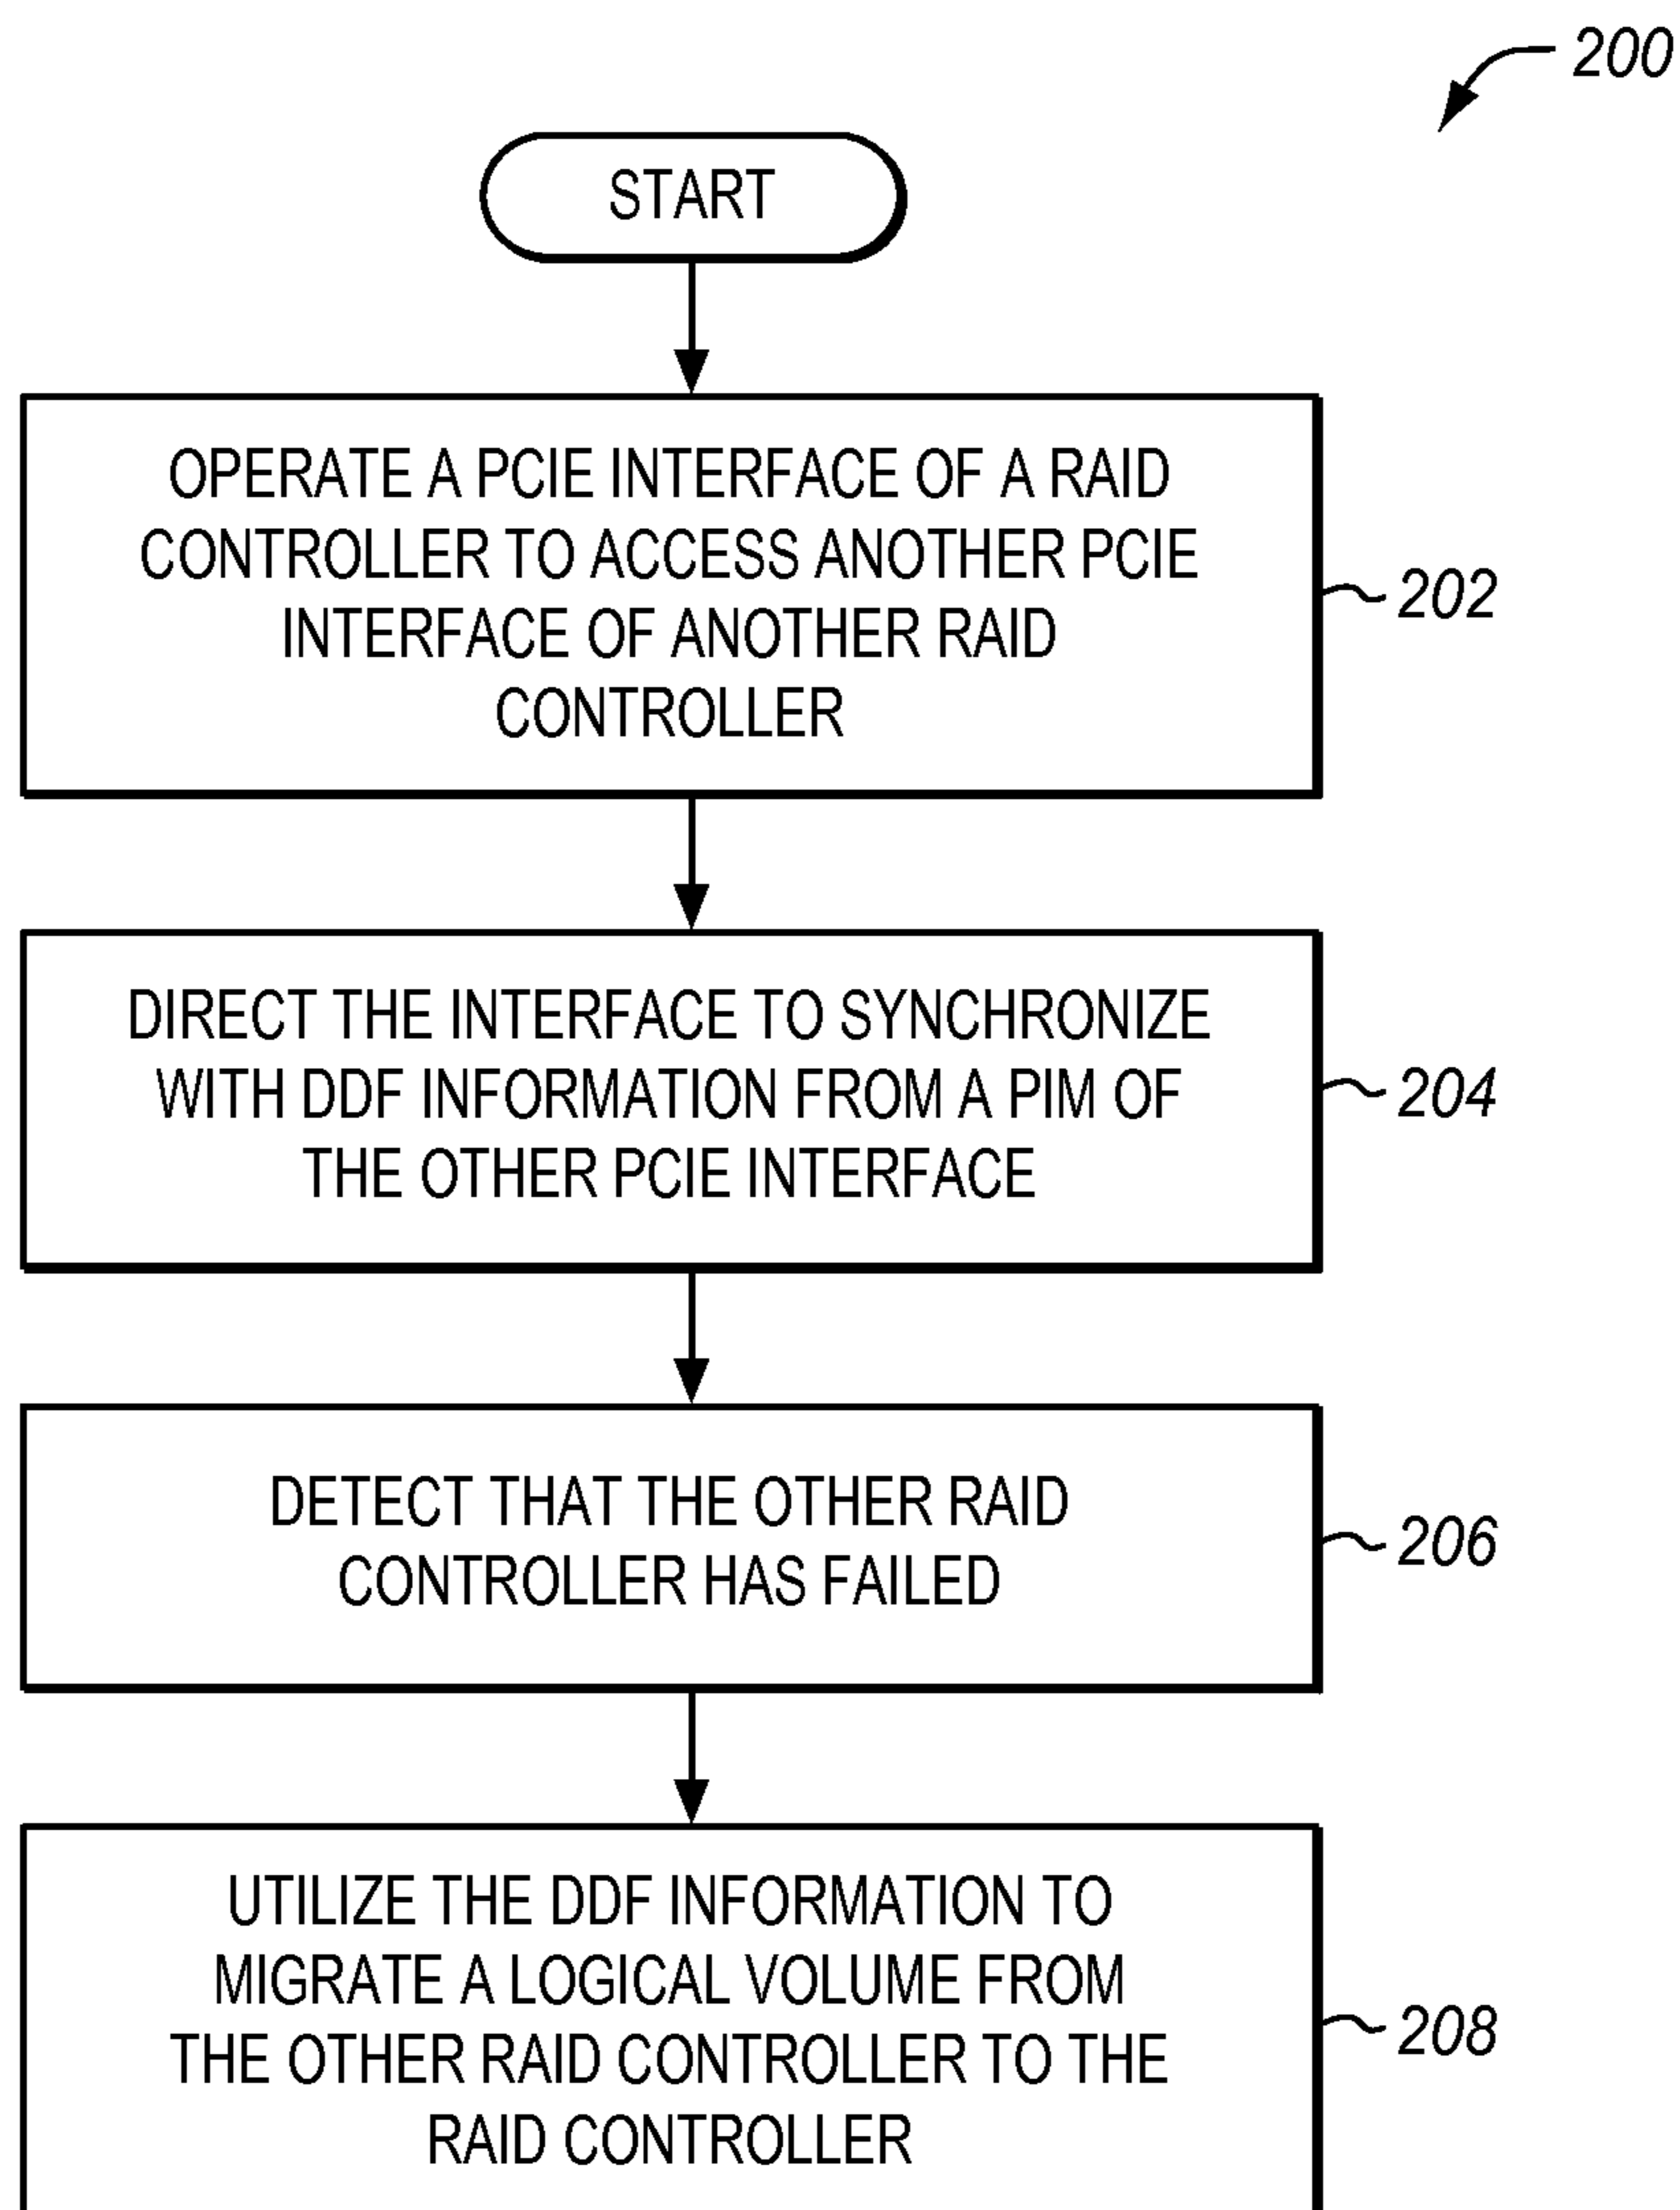 200
START
OPERATE A PCIE INTERFACE OF A RAID
CONTROLLER TO ACCESS ANOTHER PCIE
INTERFACE OF ANOTHER RAID
CONTROLLER
202
DIRECT THE INTERFACE TO SYNCHRONIZE
WITH DDF INFORMATION FROM A PIM OF
THE OTHER PCIE INTERFACE
204
DETECT THAT THE OTHER RAID
CONTROLLER HAS FAILED
206
UTILIZE THE DDF INFORMATION TO
MIGRATE A LOGICAL VOLUME FROM
THE OTHER RAID CONTROLLER TO THE
RAID CONTROLLER
208